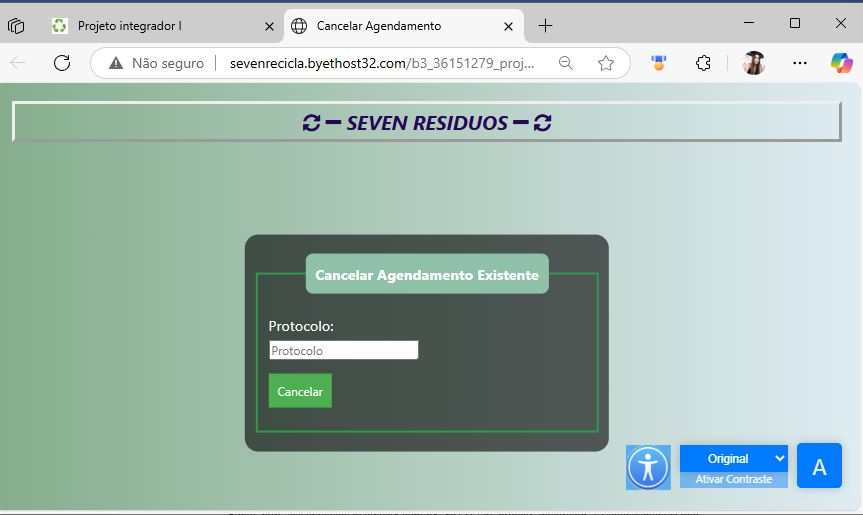 Projeto integrador I
Cancelar Agendamento
Não seguro
sevenrecicla.byethost32.com/b3_36151279_proj...
SEVEN RESIDUOS
Cancelar Agendamento Existente
Protocolo:
Protocolo
Cancelar
Original
Ativar Contraste
A